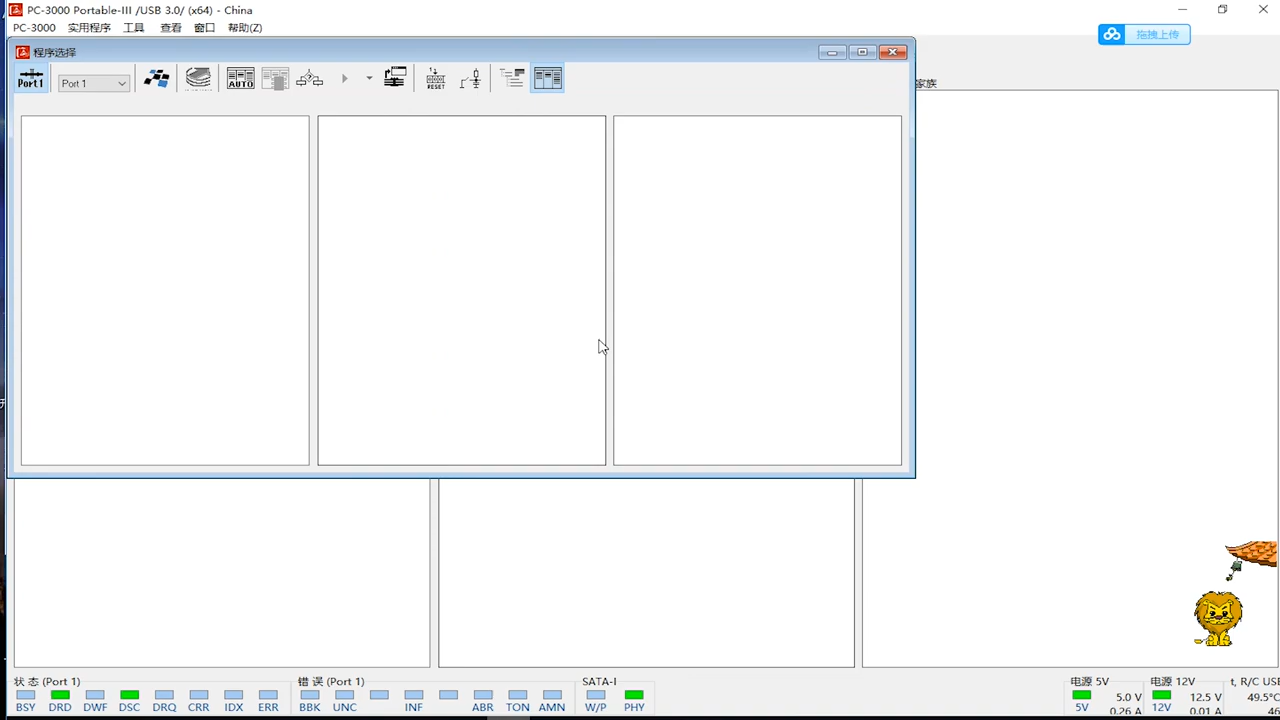 PC-3000 Portable-III /USB 3.0/ (x64) - China
PC-3000 实用程序 工具 查看 窗口 帮助(Z)
拖拽上传
程序选择
Port1 Port 1 AUTO RESET
家族
状 态 (Port 1) 错 误 (Port 1) SATA-I 电源 5V 电源 12V t, R/C USB
5.0 V 12.5 V 49.5°
BSY DRD DWF DSC DRQ CRR IDX ERR BBK UNC INF ABR TON AMN W/P PHY 5V 12V
0.26 A 0.01 A 46